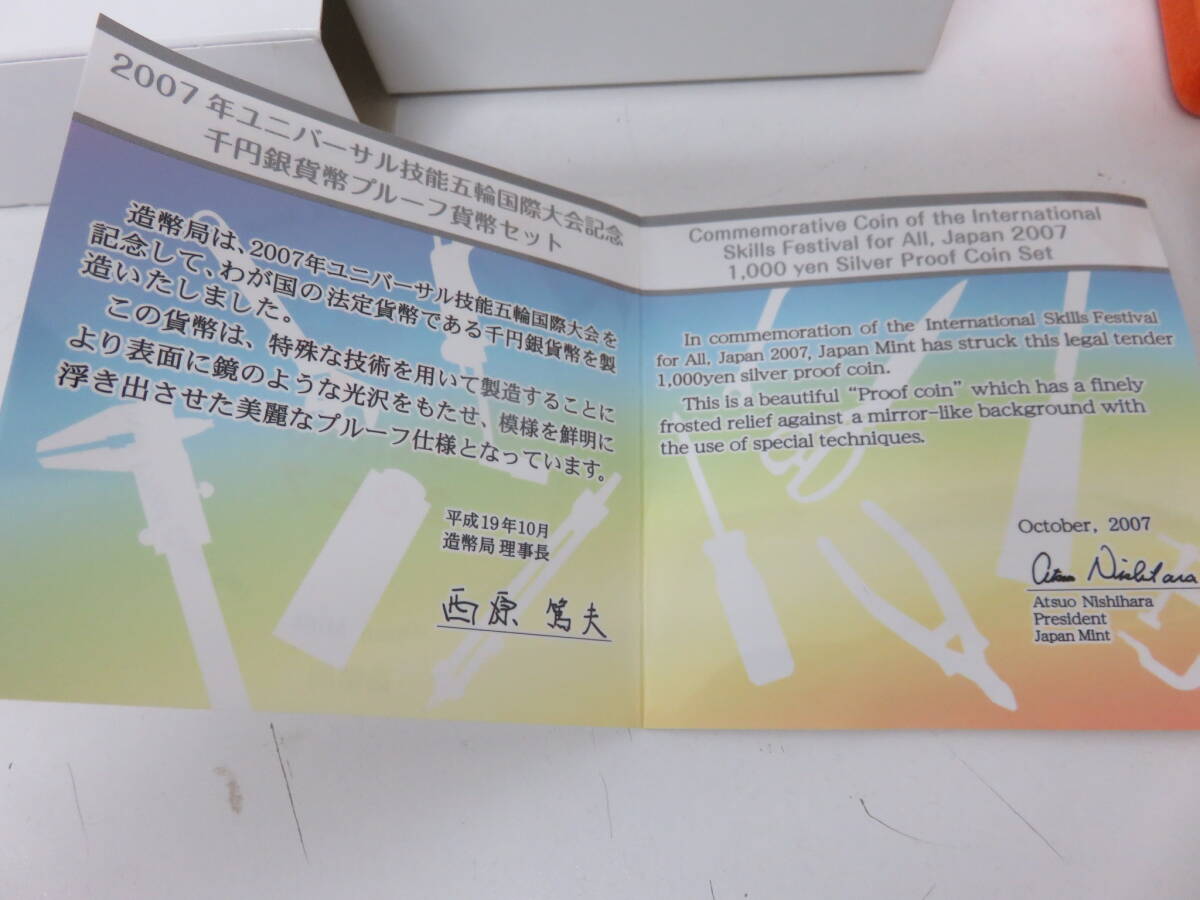 2007年ユニバーサル技能五輪国際大会記念
千円銀貨幣プルーフ貨幣セット
造幣局は、2007年ユニバーサル技能五輪国際大会を
記念して、わが国の法定貨幣である千円銀貨幣を製
造いたしました。
この貨幣は、特殊な技術を用いて製造することに
より表面に鏡のような光沢をもたせ、模様を鮮明に
浮き出させた美麗なプルーフ仕様となっています。
平成19年10月
造幣局 理事長
西原 篤夫
Commemorative Coin of the International
Skills Festival for All, Japan 2007
1,000 yen Silver Proof Coin Set
In commemoration of the International Skills Festival
for All, Japan 2007, Japan Mint has struck this legal tender
1,000yen silver proof coin.
This is a beautiful “Proof coin” which has a finely
frosted relief against a mirror-like background with
the use of special techniques.
October, 2007
Atsuo Nishihara
Atsuo Nishihara
President
Japan Mint